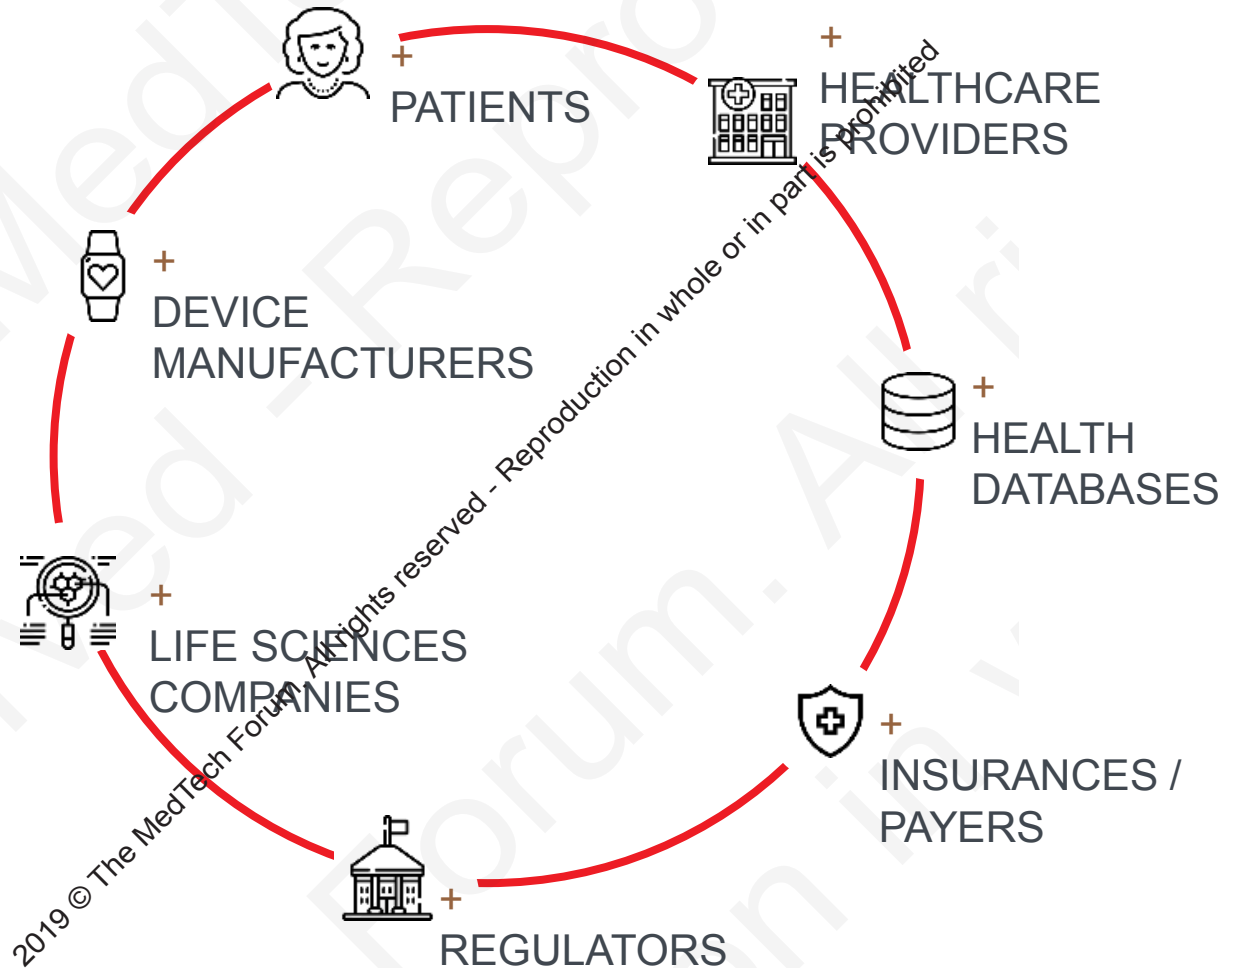 +
PATIENTS
+
HEALTHCARE
PROVIDERS
+
DEVICE
MANUFACTURERS
+
HEALTH
DATABASES
+
LIFE SCIENCES
COMPANIES
+
INSURANCES /
PAYERS
+
REGULATORS
2019 © The MedTech Forum. All rights reserved - Reproduction in whole or in part is prohibited